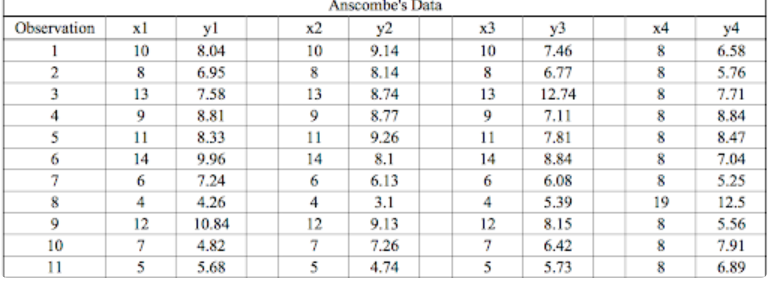 Anscombe's Data
Observation x1 y1 x2 y2 x3 y3 x4 y4
1 10 8.04 10 9.14 10 7.46 8 6.58
2 8 6.95 8 8.14 8 6.77 8 5.76
3 13 7.58 13 8.74 13 12.74 8 7.71
4 9 8.81 9 8.77 9 7.11 8 8.84
5 11 8.33 11 9.26 11 7.81 8 8.47
6 14 9.96 14 8.1 14 8.84 8 7.04
7 6 7.24 6 6.13 6 6.08 8 5.25
8 4 4.26 4 3.1 4 5.39 19 12.5
9 12 10.84 12 9.13 12 8.15 8 5.56
10 7 4.82 7 7.26 7 6.42 8 7.91
11 5 5.68 5 4.74 5 5.73 8 6.89